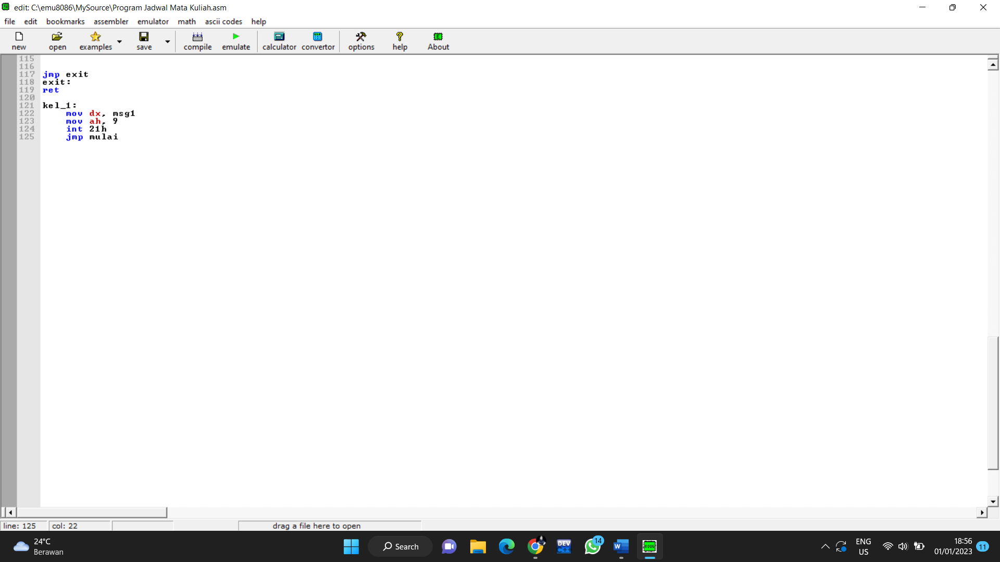 edit: C:\emu8086\MySource\Program Jadwal Mata Kuliah.asm
file edit bookmarks assembler emulator math ascii codes help
new open examples save compile emulate calculator convertor options help About
115
116
117 jmp exit
118 exit:
119 ret
120
121 kel_1:
122 mov dx, msg1
123 mov ah, 9
124 int 21h
125 jmp mulai
line: 125 col: 22 drag a file here to open
24°C
Berawan
Search
DEV
C++
14
W
8086
ENG
US
18:56
01/01/2023
11